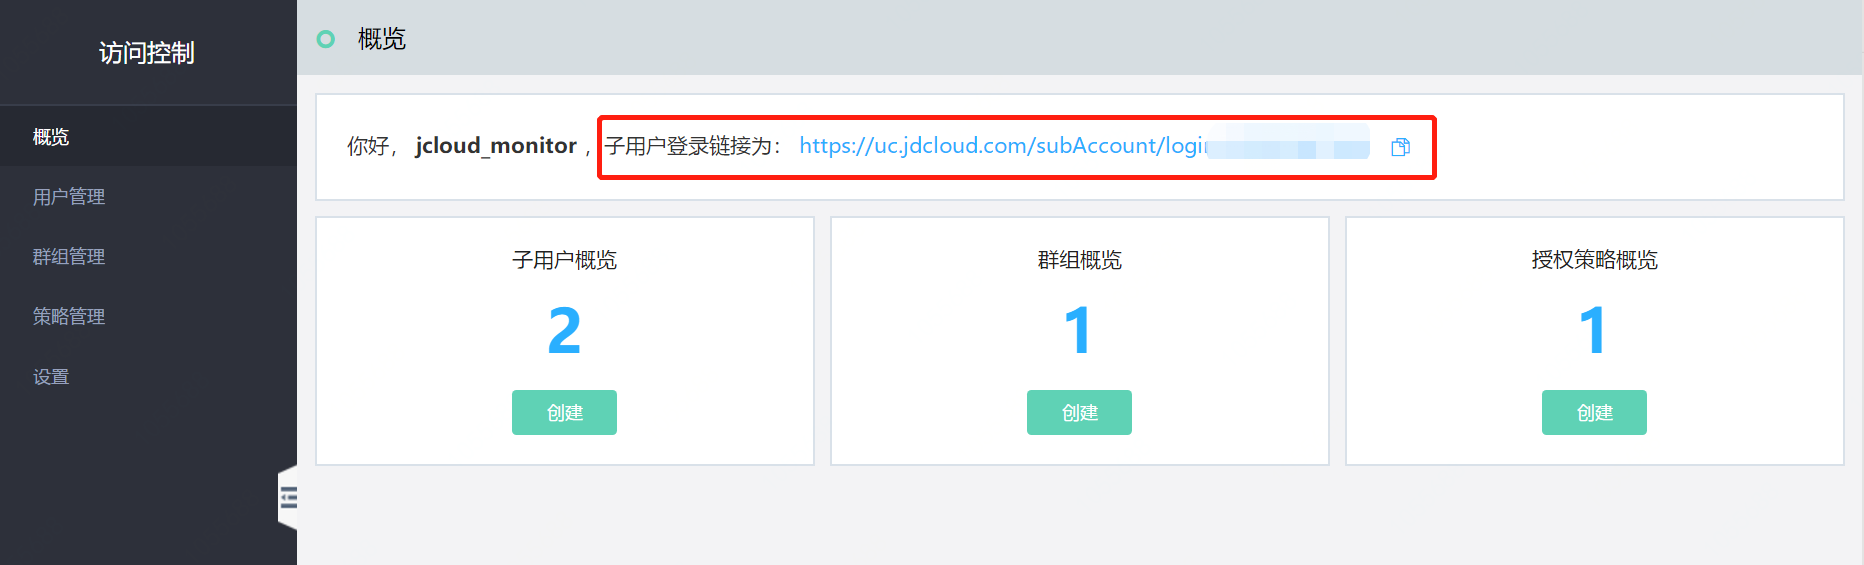 访问控制
概览
用户管理
群组管理
策略管理
设置
概览
你好， jcloud_monitor ，子用户登录链接为： https://uc.jdcloud.com/subAccount/login
子用户概览
2
创建
群组概览
1
创建
授权策略概览
1
创建